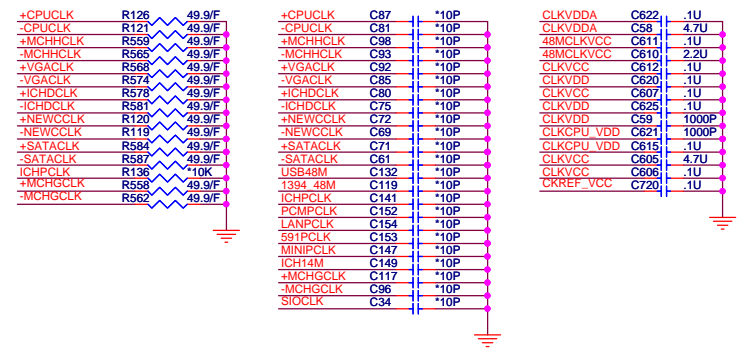 +CPUCLK R126 49.9/F
-CPUCLK R121 49.9/F
+MCHHCLK R559 49.9/F
-MCHHCLK R565 49.9/F
+VGACLK R568 49.9/F
-VGACLK R574 49.9/F
+ICHDCLK R578 49.9/F
-ICHDCLK R581 49.9/F
+NEWCCLK R120 49.9/F
-NEWCCLK R119 49.9/F
+SATACLK R584 49.9/F
-SATACLK R587 49.9/F
ICHPCLK R136 *10K
+MCHGCLK R558 49.9/F
-MCHGCLK R562 49.9/F
+CPUCLK C87 *10P
-CPUCLK C81 *10P
+MCHHCLK C98 *10P
-MCHHCLK C93 *10P
+VGACLK C92 *10P
-VGACLK C85 *10P
+ICHDCLK C80 *10P
-ICHDCLK C75 *10P
+NEWCCLK C72 *10P
-NEWCCLK C69 *10P
+SATACLK C71 *10P
-SATACLK C61 *10P
USB48M C132 *10P
1394_48M C119 *10P
ICHPCLK C141 *10P
PCMPCLK C152 *10P
LANPCLK C154 *10P
591PCLK C153 *10P
MINIPCLK C147 *10P
ICH14M C149 *10P
+MCHGCLK C117 *10P
-MCHGCLK C96 *10P
SIOCLK C34 *10P
CLKVDDA C622 .1U
CLKVDDA C58 4.7U
48MCLKVCC C611 .1U
48MCLKVCC C610 2.2U
CLKVCC C612 .1U
CLKVDD C620 .1U
CLKVCC C607 .1U
CLKVDD C625 .1U
CLKVDD C59 1000P
CLKCPU_VDD C621 1000P
CLKCPU_VDD C615 .1U
CLKVCC C605 4.7U
CLKVCC C606 .1U
CKREF_VCC C720 .1U